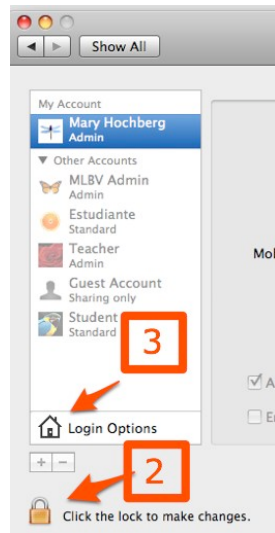 Show All
My Account
Mary Hochberg
Admin
▼ Other Accounts
MLBV Admin
Admin
Estudiante
Standard
Teacher
Admin
Guest Account
Sharing only
Student
Standard
Mo
3
A
E
Login Options
+ −
2
Click the lock to make changes.